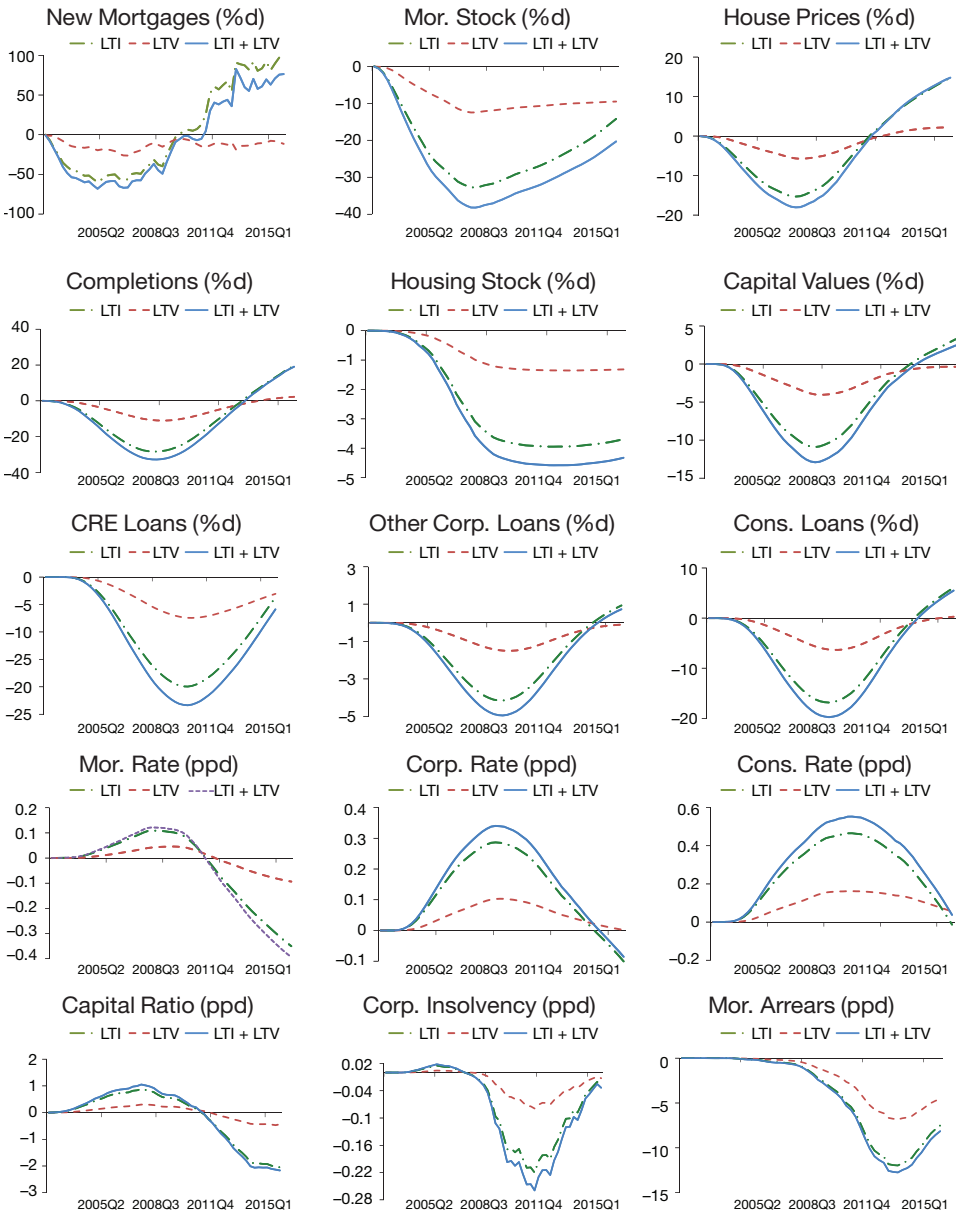 New Mortgages (%d)
LTI LTV LTI + LTV
100
50
0
–50
–100
2005Q2 2008Q3 2011Q4 2015Q1
Mor. Stock (%d)
LTI LTV LTI + LTV
0
–10
–20
–30
–40
2005Q2 2008Q3 2011Q4 2015Q1
House Prices (%d)
LTI LTV LTI + LTV
20
10
0
–10
–20
2005Q2 2008Q3 2011Q4 2015Q1
Completions (%d)
LTI LTV LTI + LTV
40
20
0
–20
–40
2005Q2 2008Q3 2011Q4 2015Q1
Housing Stock (%d)
LTI LTV LTI + LTV
0
–1
–2
–3
–4
–5
2005Q2 2008Q3 2011Q4 2015Q1
Capital Values (%d)
LTI LTV LTI + LTV
5
0
–5
–10
–15
2005Q2 2008Q3 2011Q4 2015Q1
CRE Loans (%d)
LTI LTV LTI + LTV
0
–5
–10
–15
–20
–25
2005Q2 2008Q3 2011Q4 2015Q1
Other Corp. Loans (%d)
LTI LTV LTI + LTV
3
1
–1
–3
–5
2005Q2 2008Q3 2011Q4 2015Q1
Cons. Loans (%d)
LTI LTV LTI + LTV
10
0
–10
–20
2005Q2 2008Q3 2011Q4 2015Q1
Mor. Rate (ppd)
LTI LTV LTI + LTV
0.2
0.1
0
–0.1
–0.2
–0.3
–0.4
2005Q2 2008Q3 2011Q4 2015Q1
Corp. Rate (ppd)
LTI LTV LTI + LTV
0.4
0.3
0.2
0.1
0
–0.1
2005Q2 2008Q3 2011Q4 2015Q1
Cons. Rate (ppd)
LTI LTV LTI + LTV
0.6
0.4
0.2
0
–0.2
2005Q2 2008Q3 2011Q4 2015Q1
Capital Ratio (ppd)
LTI LTV LTI + LTV
2
1
0
–1
–2
–3
2005Q2 2008Q3 2011Q4 2015Q1
Corp. Insolvency (ppd)
LTI LTV LTI + LTV
0.02
–0.04
–0.1
–0.16
–0.22
–0.28
2005Q2 2008Q3 2011Q4 2015Q1
Mor. Arrears (ppd)
LTI LTV LTI + LTV
0
–5
–10
–15
2005Q2 2008Q3 2011Q4 2015Q1